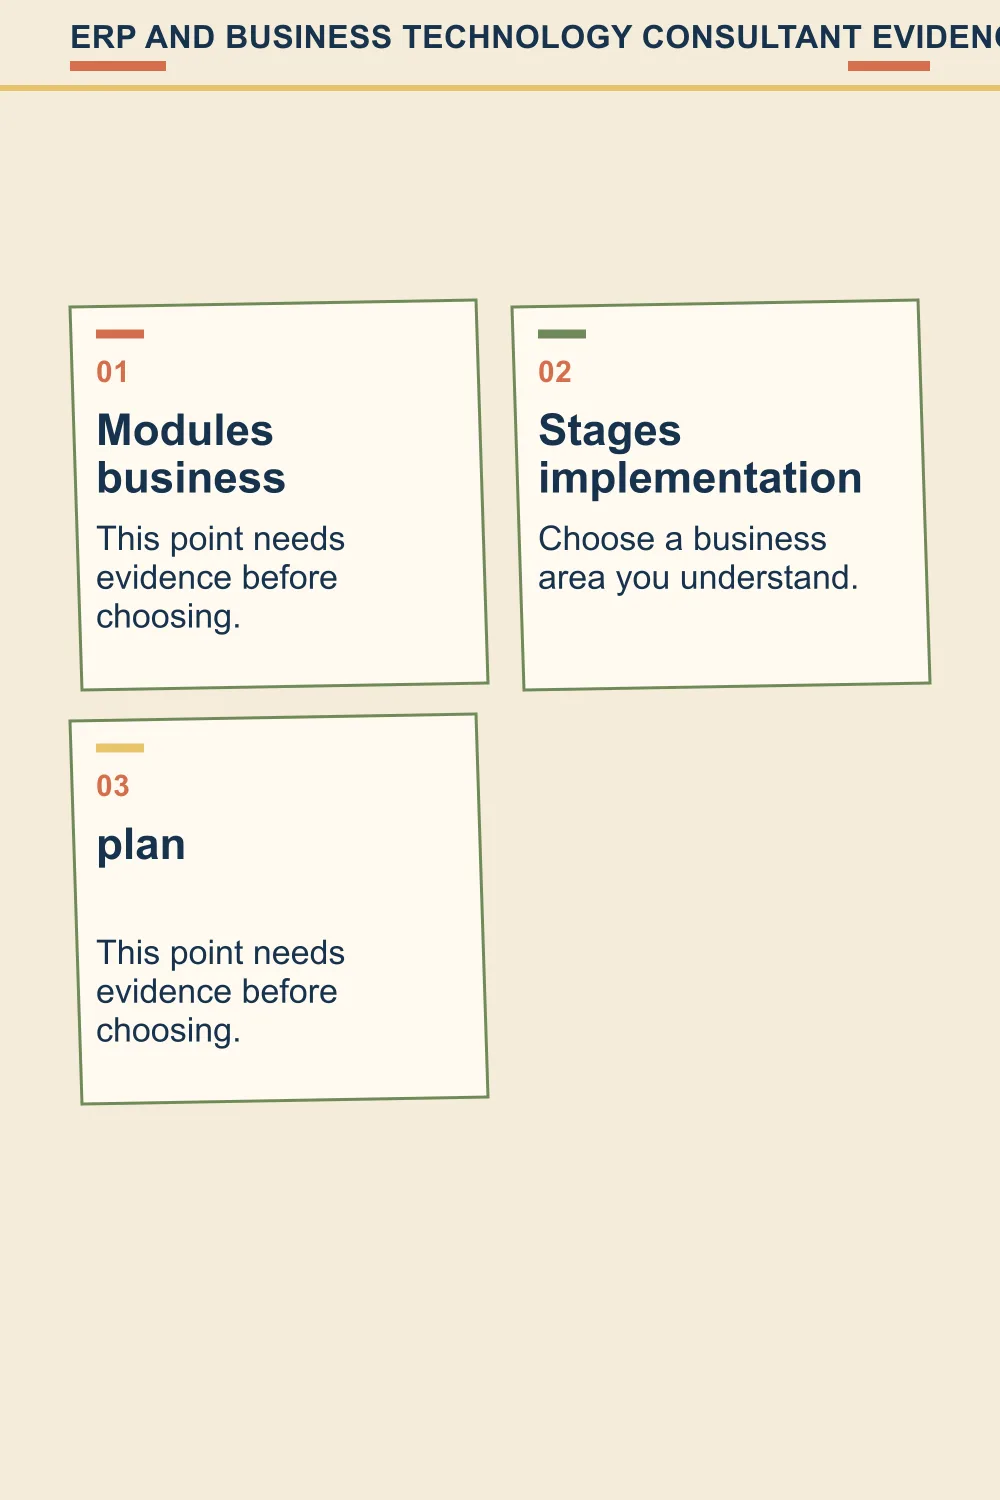 ERP AND BUSINESS TECHNOLOGY CONSULTANT
01
Modules
business
This point needs
evidence before
choosing.
02
Stages
implementation
Choose a business
area you understand.
03
plan
This point needs
evidence before
choosing.